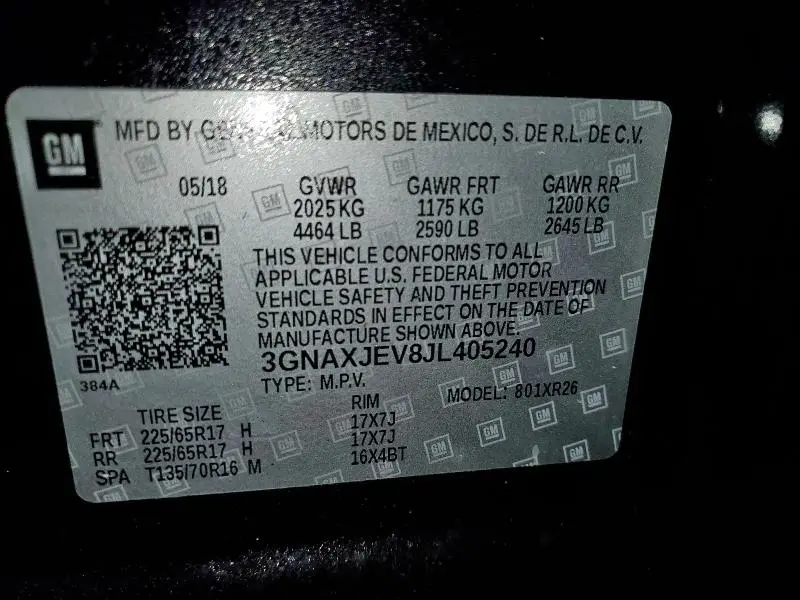 GM
MFD BY GENERAL MOTORS DE MEXICO, S. DE R.L. DE C.V.
05/18 GVWR GAWR FRT GAWR RR
2025 KG 1175 KG 1200 KG
4464 LB 2590 LB 2645 LB
THIS VEHICLE CONFORMS TO ALL
APPLICABLE U.S. FEDERAL MOTOR
VEHICLE SAFETY AND THEFT PREVENTION
STANDARDS IN EFFECT ON THE DATE OF
MANUFACTURE SHOWN ABOVE.
3GNAXJEV8JL405240
384A
TYPE: M.P.V. MODEL: 801XR26
TIRE SIZE RIM
FRT 225/65R17 H 17X7J
RR 225/65R17 H 17X7J
SPA T135/70R16 M 16X4BT